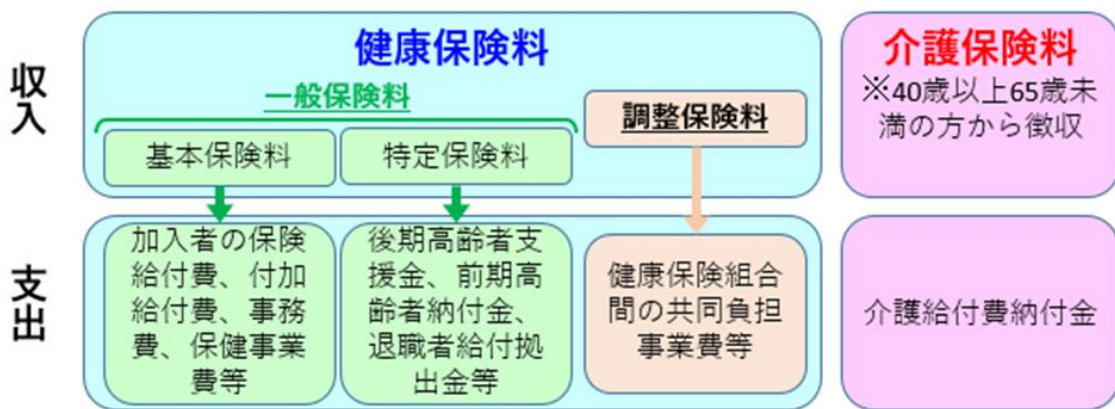 収入
健康保険料
一般保険料
基本保険料
特定保険料
調整保険料
介護保険料
※40歳以上65歳未
満の方から徴収
支出
加入者の保険
給付費、付加
給付費、事務
費、保健事業
費等
後期高齢者支
援金、前期高
齢者納付金、
退職者給付拠
出金等
健康保険組合
間の共同負担
事業費等
介護給付費納付金